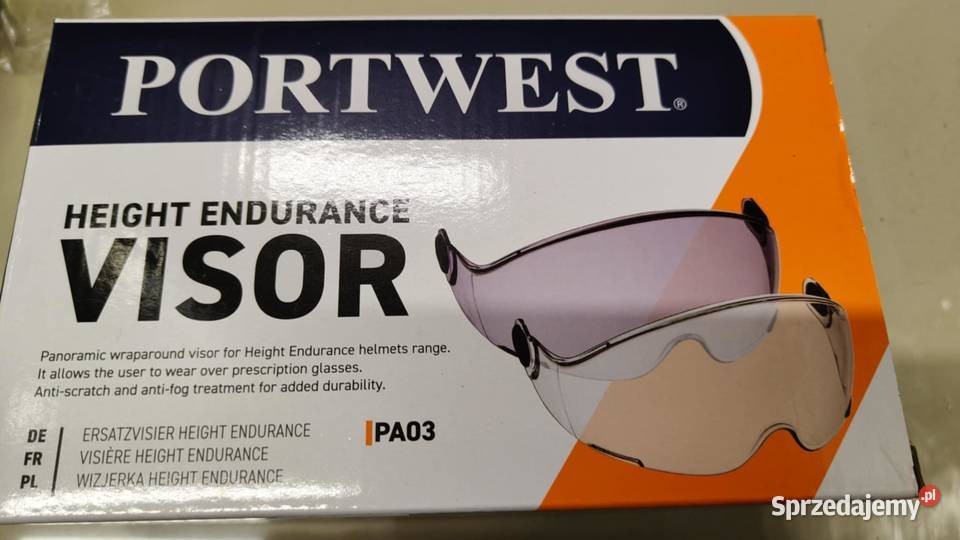 PORTWEST®
HEIGHT ENDURANCE
VISOR
Panoramic wraparound visor for Height Endurance helmets range.
It allows the user to wear over prescription glasses.
Anti-scratch and anti-fog treatment for added durability.
DE | ERSATZVISIER HEIGHT ENDURANCE
FR | VISIÈRE HEIGHT ENDURANCE
PL | WIZJERKA HEIGHT ENDURANCE
PA03
Sprzedajemy.pl